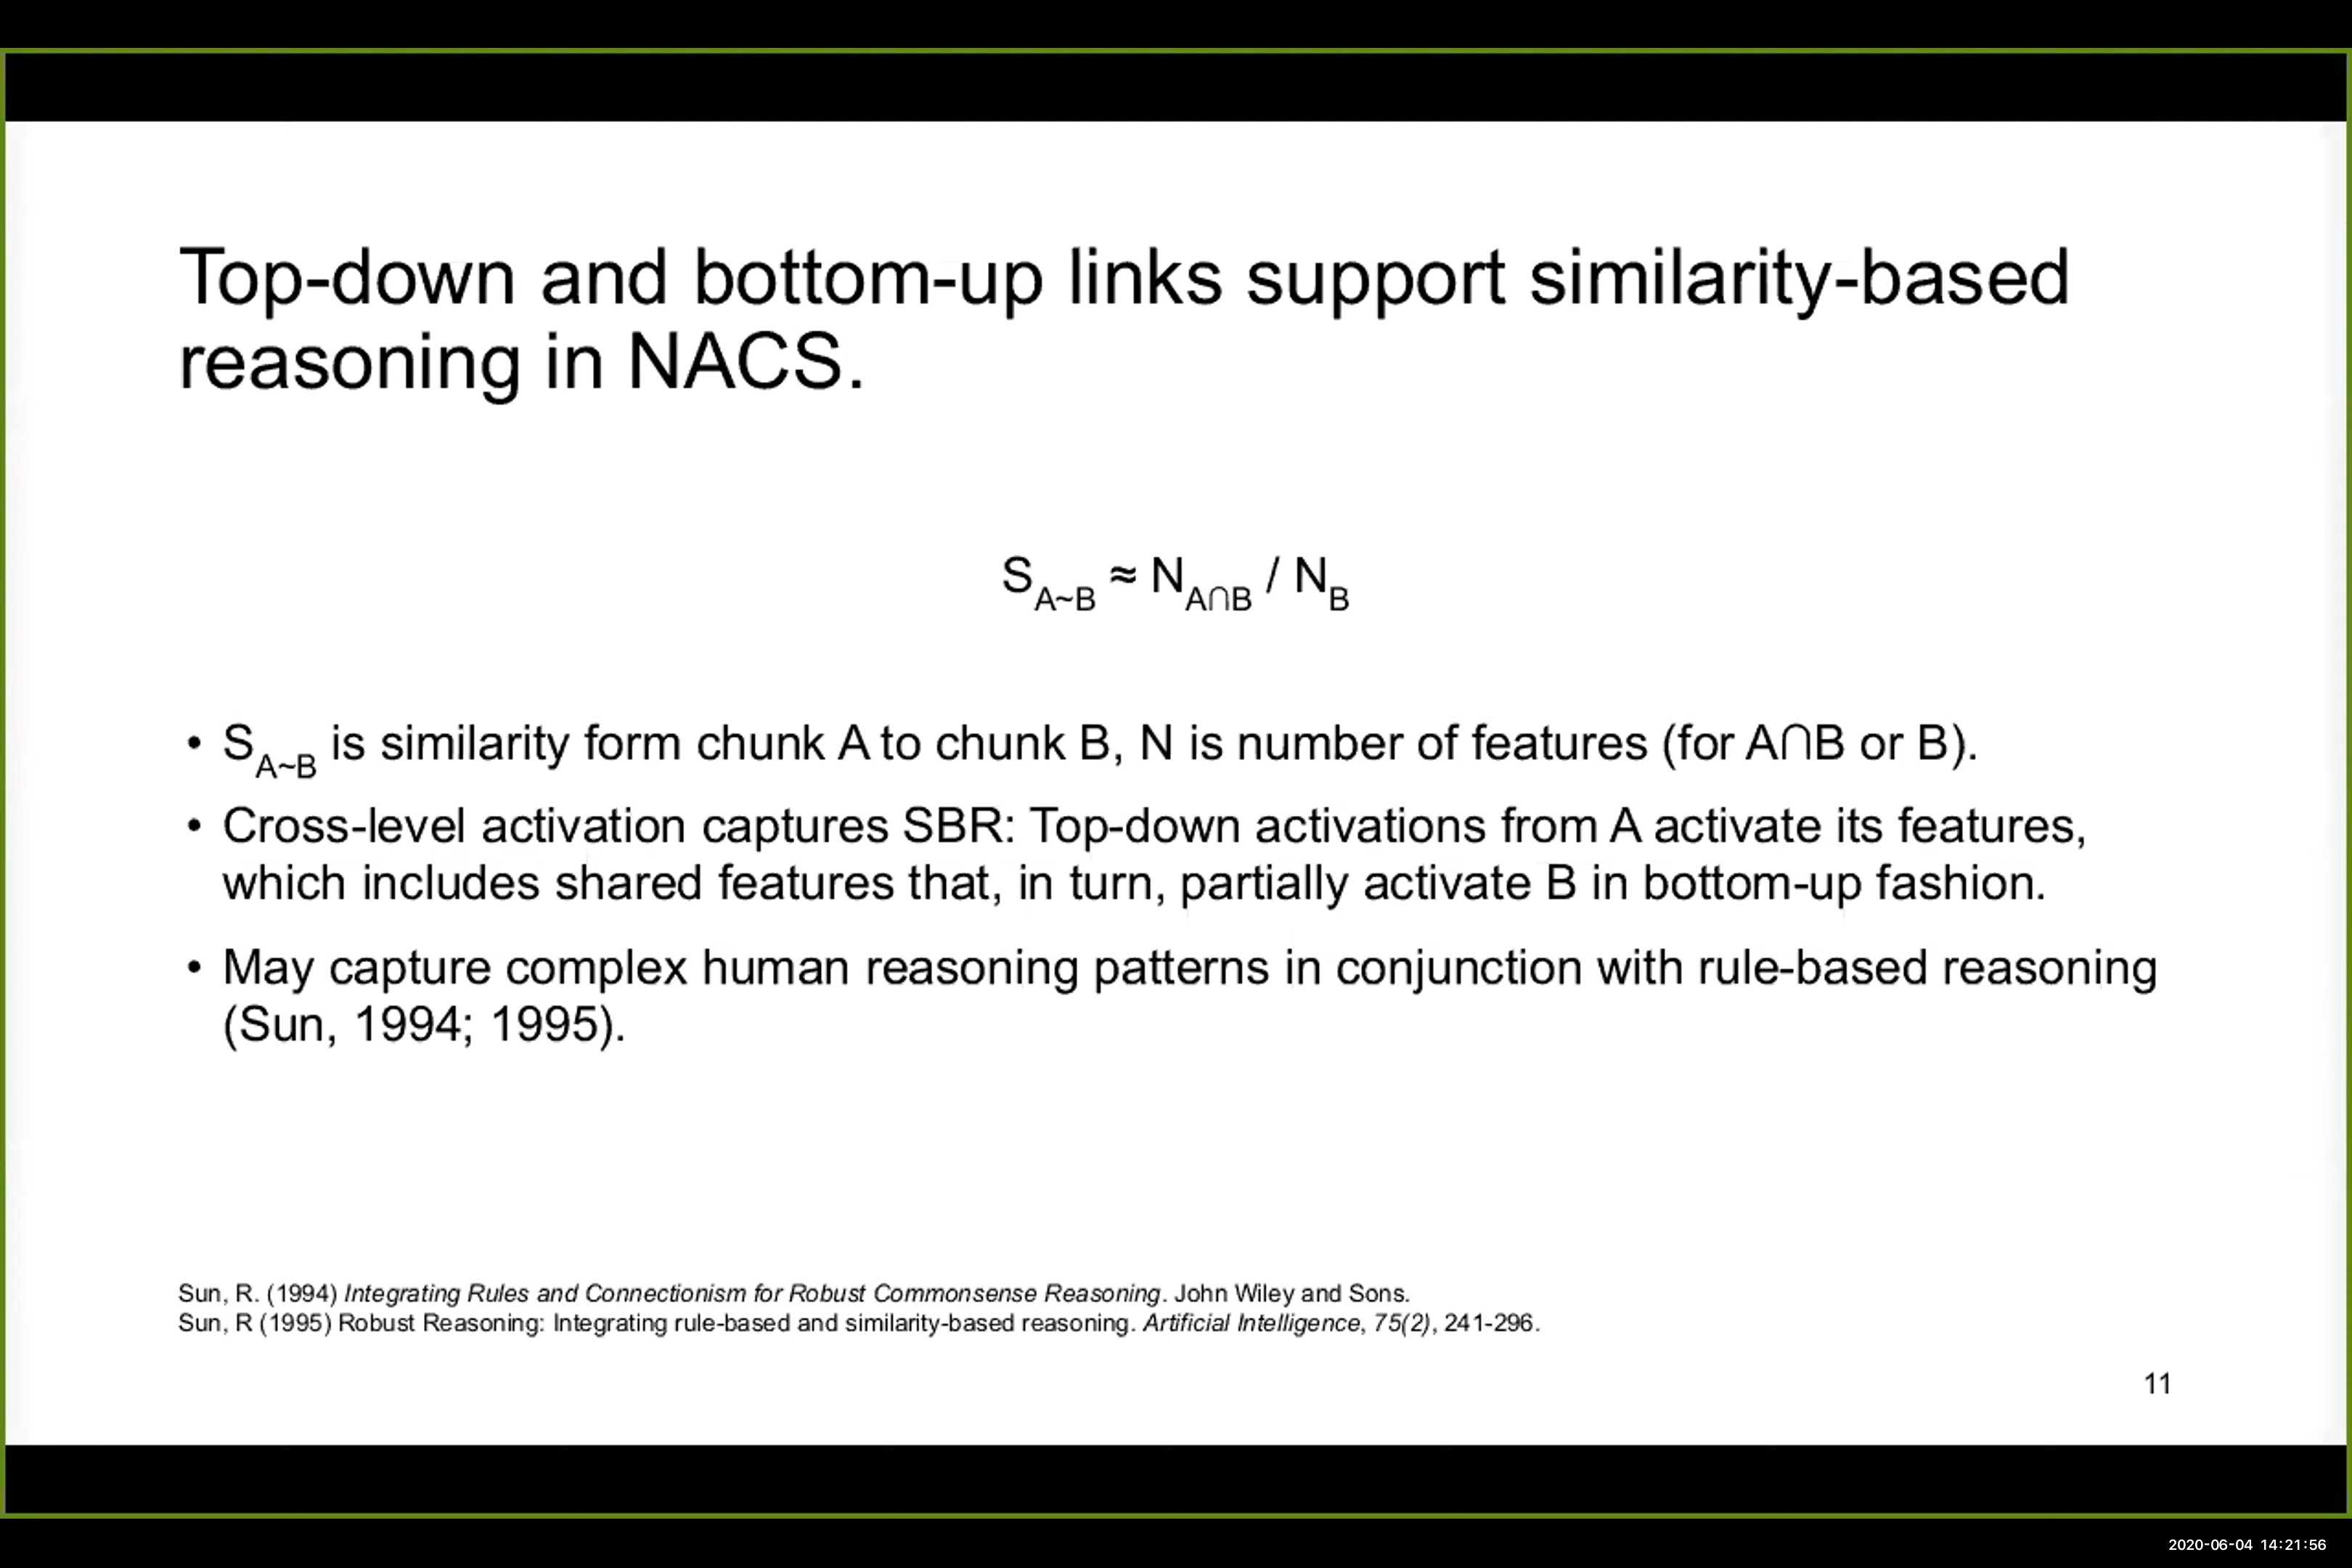 Top-down and bottom-up links support similarity-based
reasoning in NACS.
S_A~B ≈ N_A∩B / N_B
• S_A~B is similarity form chunk A to chunk B, N is number of features (for A∩B or B).
• Cross-level activation captures SBR: Top-down activations from A activate its features,
which includes shared features that, in turn, partially activate B in bottom-up fashion.
• May capture complex human reasoning patterns in conjunction with rule-based reasoning
(Sun, 1994; 1995).
Sun, R. (1994) Integrating Rules and Connectionism for Robust Commonsense Reasoning. John Wiley and Sons.
Sun, R (1995) Robust Reasoning: Integrating rule-based and similarity-based reasoning. Artificial Intelligence, 75(2), 241-296.
11
2020-06-04 14:21:56